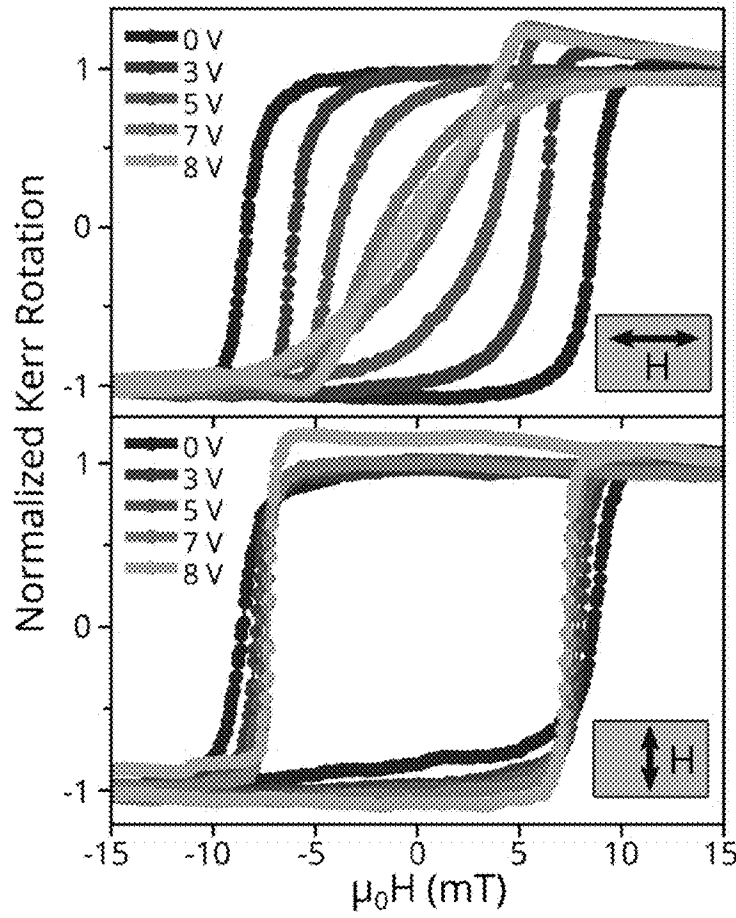 Normalized Kerr Rotation
0 V
3 V
5 V
7 V
8 V
1
0
-1
H
0 V
3 V
5 V
7 V
8 V
1
0
-1
H
-15 -10 -5 0 5 10 15
μ₀H (mT)